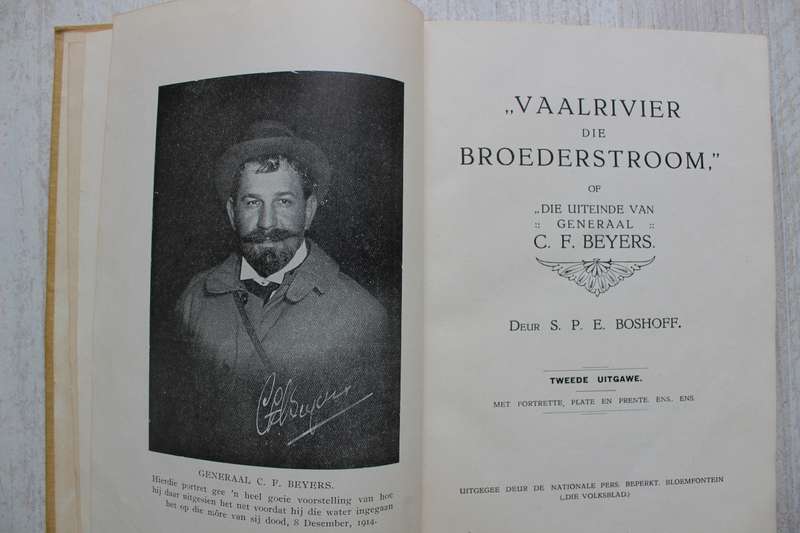 C F Beyers
GENERAAL C. F. BEYERS.
Hierdie portret gee 'n heel goeie voorstelling van hoe
hij daar uitgesien het net voordat hij die water ingegaan
het op die môre van sij dood, 8 Desember, 1914.
„VAALRIVIER
DIE
BROEDERSTROOM,"
OF
„DIE UITEINDE VAN
:: GENERAAL ::
C. F. BEYERS.
DEUR S. P. E. BOSHOFF.
TWEEDE UITGAWE.
MET PORTRETTE, PLATE EN PRENTE. ENS. ENS
UITGEGEE DEUR DE NATIONALE PERS. BEPERKT. BLOEMFONTEIN
(„DIE VOLKSBLAD.)